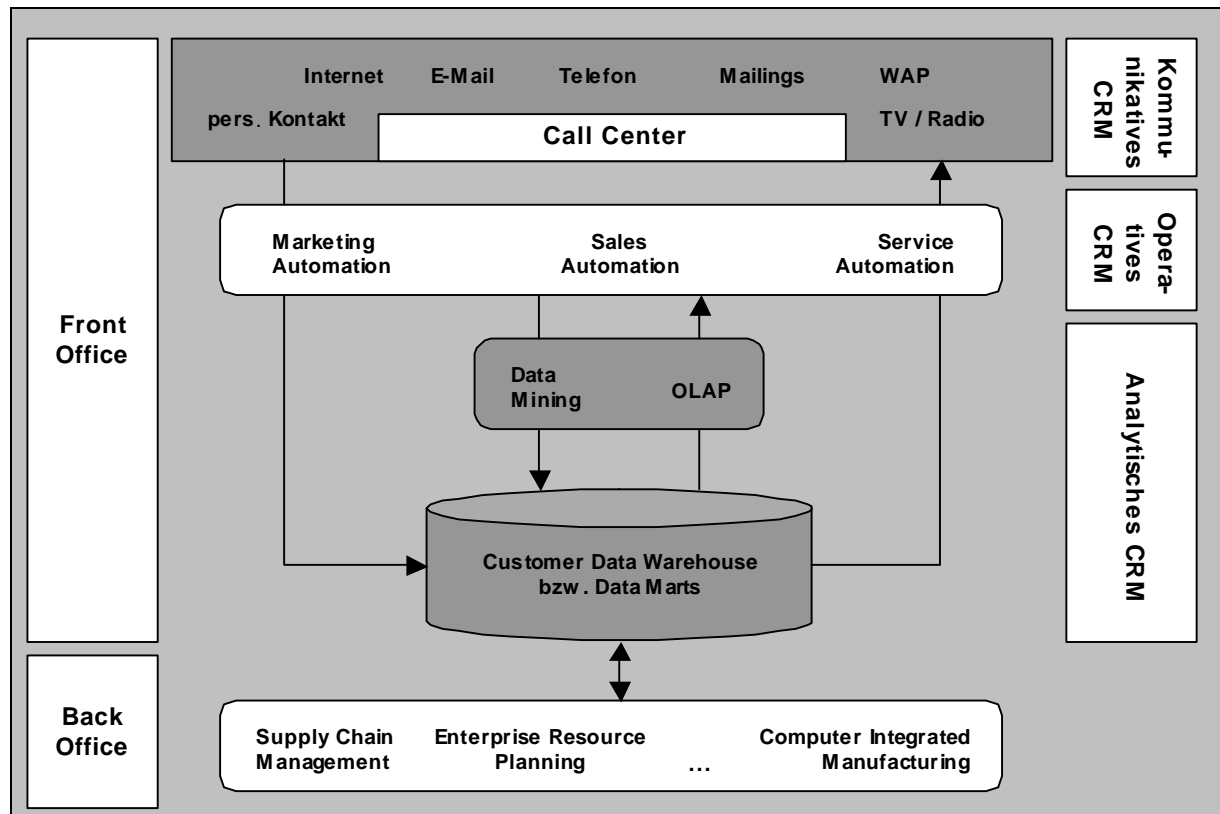 Internet E-Mail Telefon Mailings WAP
pers. Kontakt TV / Radio
Call Center
Kommu-
nikatives
CRM
Marketing
Automation
Sales
Automation
Service
Automation
Opera-
tives
CRM
Front
Office
Data
Mining
OLAP
Analytisches CRM
Customer Data Warehouse
bzw. Data Marts
Back
Office
Supply Chain
Management
Enterprise Resource
Planning
...
Computer Integrated
Manufacturing